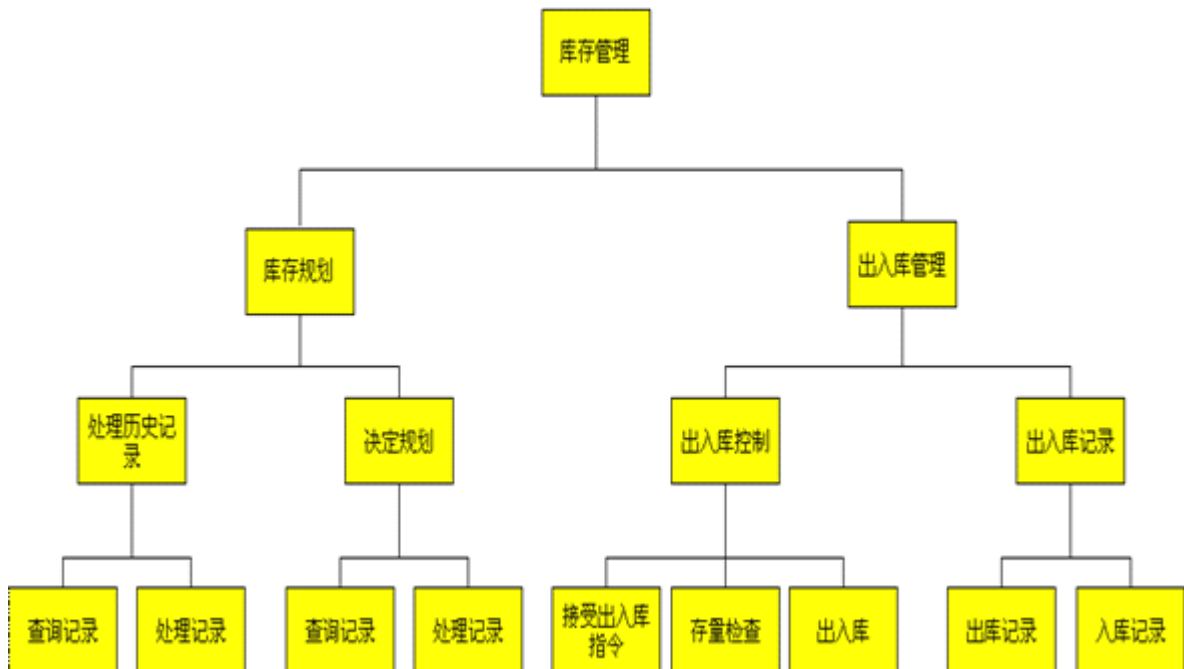 库存管理
库存规划
出入库管理
处理历史记
录
决定规划
出入库控制
出入库记录
查询记录
处理记录
查询记录
处理记录
接受出入库
指令
存量检查
出入库
出库记录
入库记录